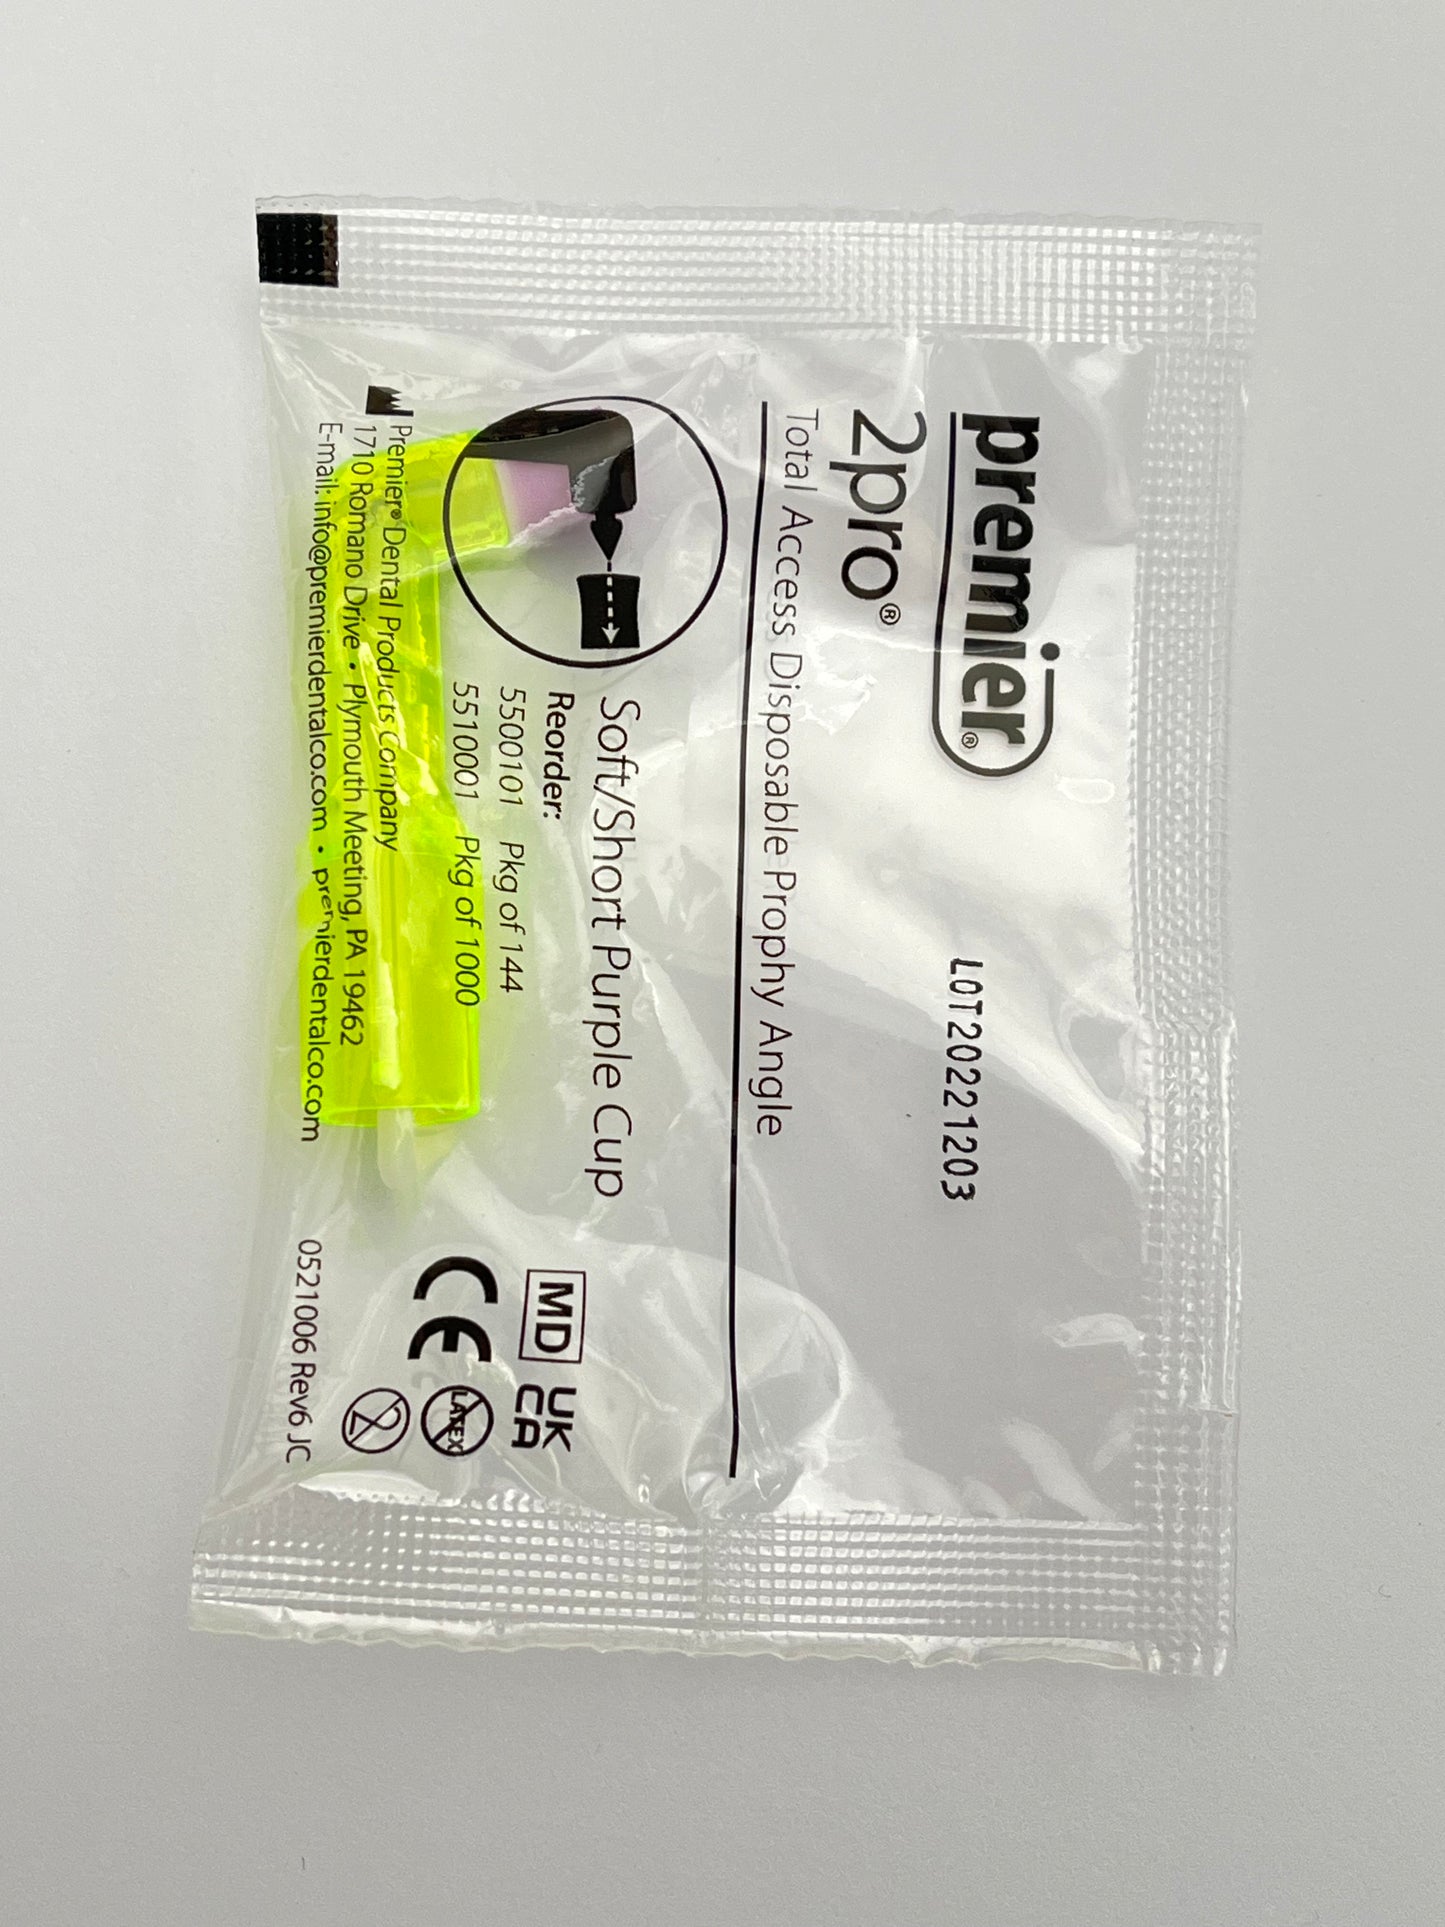 premier®
LOT20221203
2pro®
Total Access Disposable Prophy Angle
Soft/Short Purple Cup
Reorder:
5500101 Pkg of 144
5510001 Pkg of 1000
MD
UK
CA
CE
LATEX
2
Premier® Dental Products Company
1710 Romano Drive • Plymouth Meeting, PA 19462
E-mail: info@premierdentalco.com • premierdentalco.com
0521006 Rev6 JC